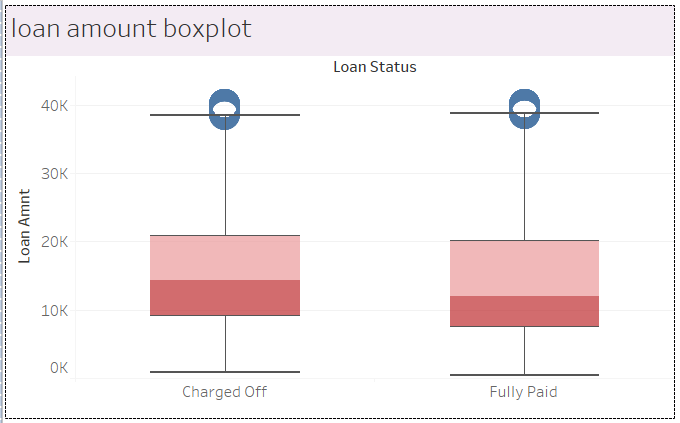 loan amount boxplot
Loan Status
Loan Amnt
40K
30K
20K
10K
0K
Charged Off
Fully Paid